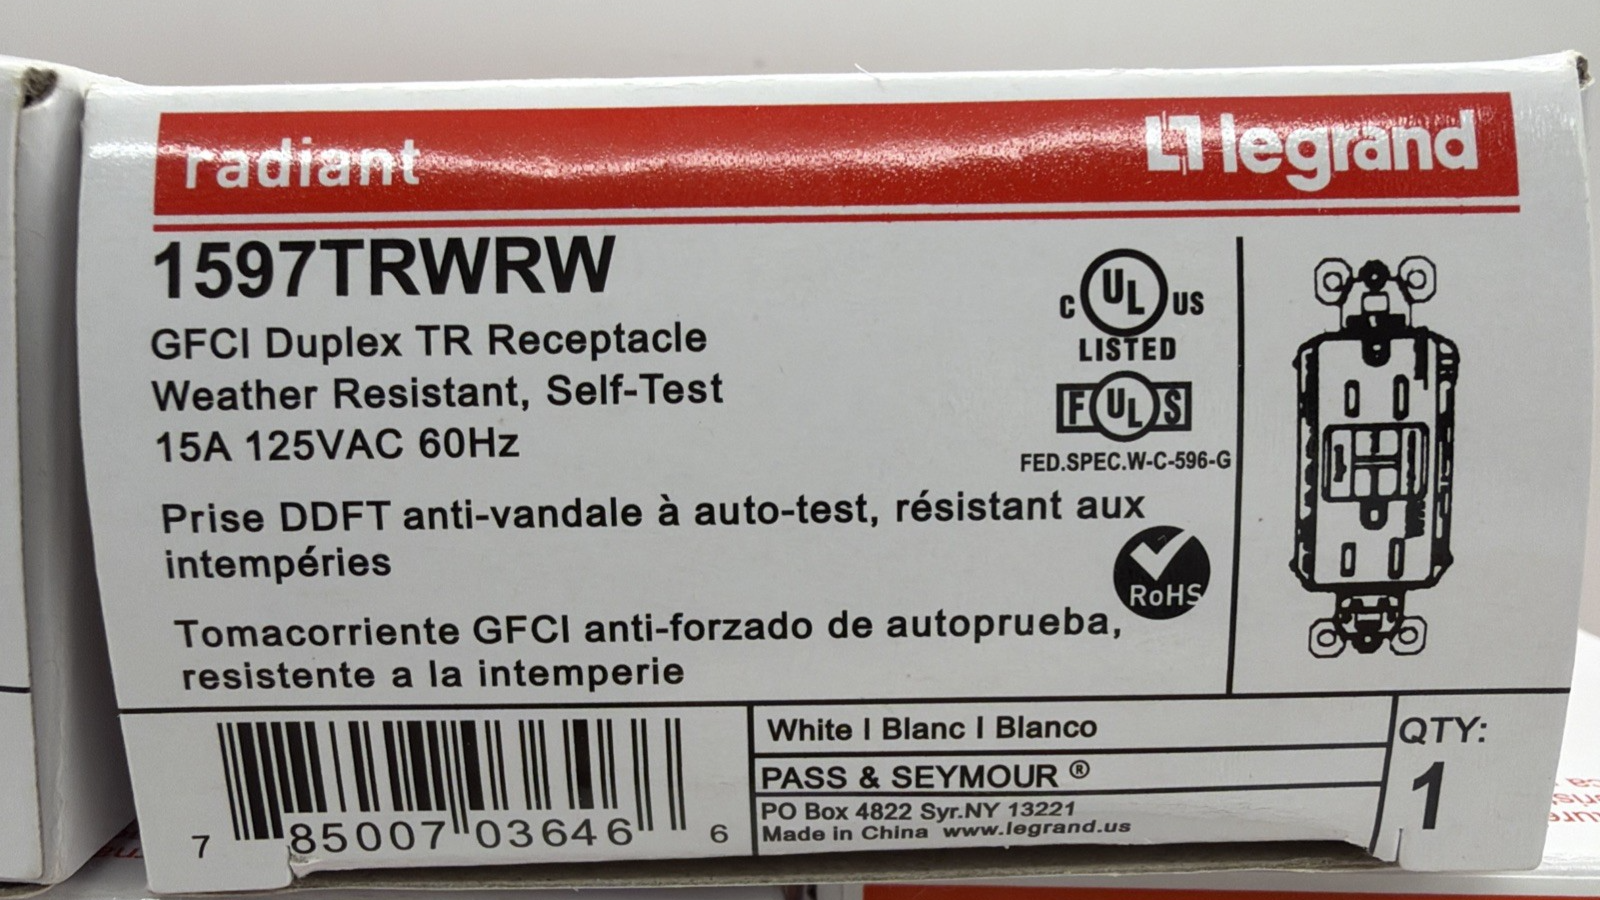 radiant
legrand
1597TRWRW
GFCI Duplex TR Receptacle
Weather Resistant, Self-Test
15A 125VAC 60Hz
C UL US
LISTED
F UL S
FED.SPEC.W-C-596-G
Prise DDFT anti-vandale à auto-test, résistant aux
intempéries
RoHS
Tomacorriente GFCI anti-forzado de autoprueba,
resistente a la intemperie
7 85007 03646 6
White | Blanc | Blanco
PASS & SEYMOUR ®
PO Box 4822 Syr.NY 13221
Made in China www.legrand.us
QTY:
1